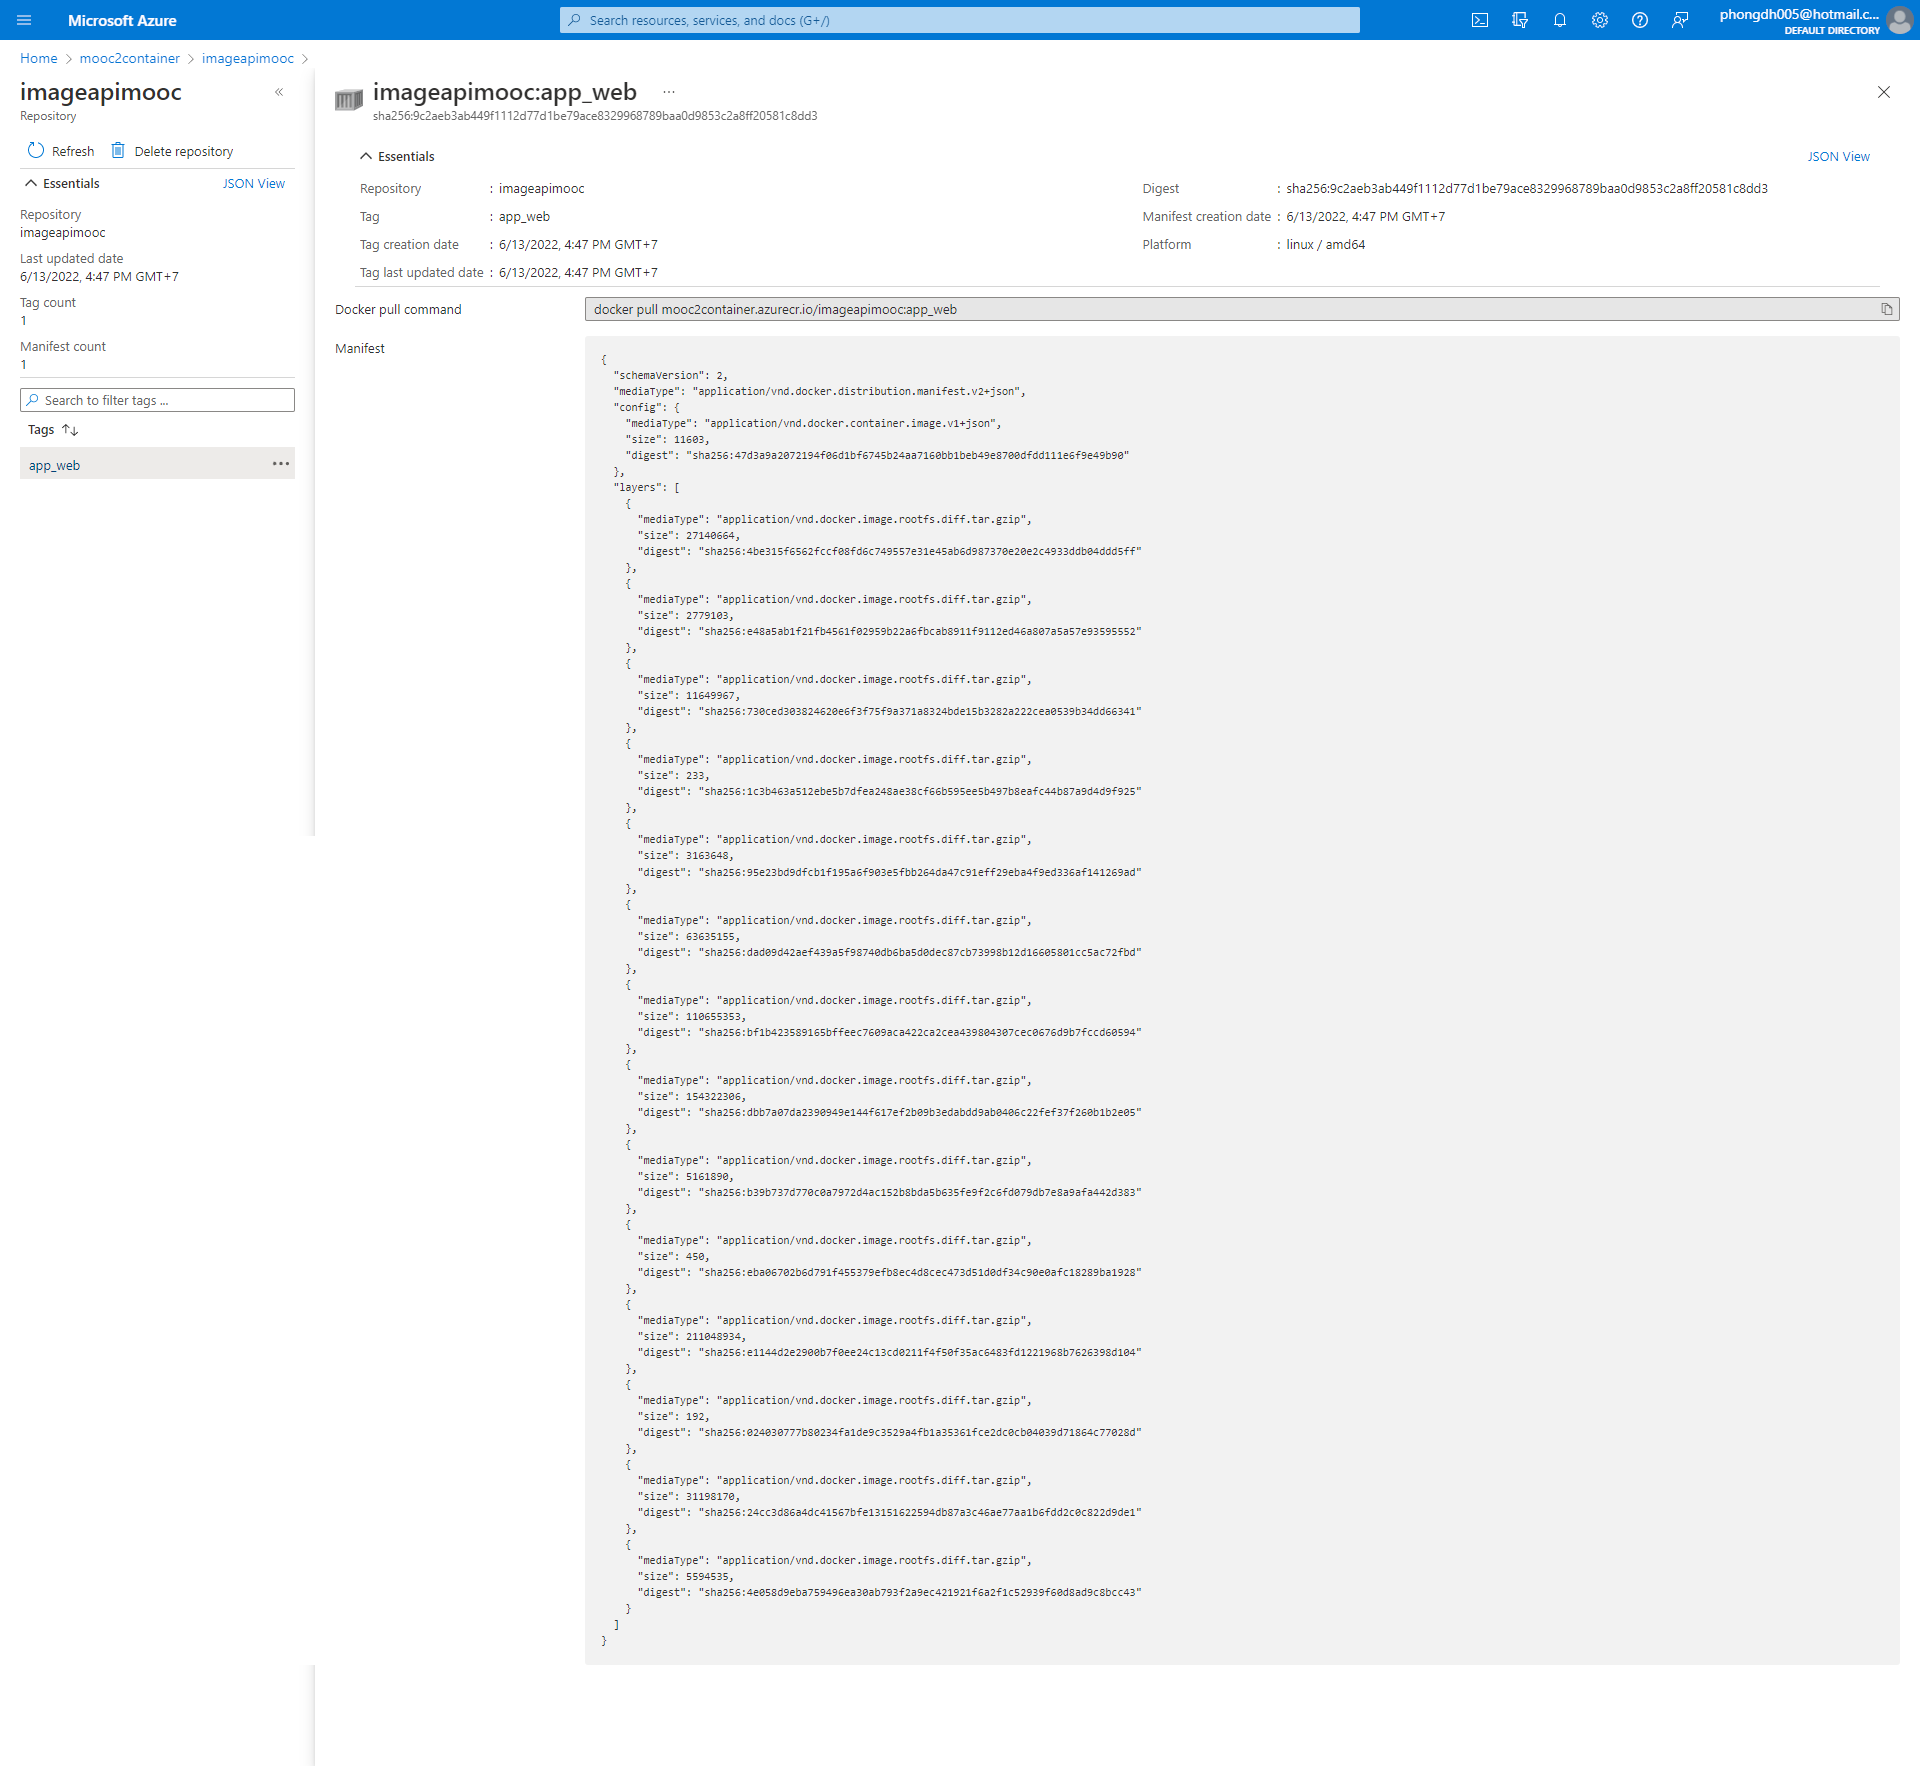 Microsoft Azure
Search resources, services, and docs (G+/)
phongdh005@hotmail.c...
DEFAULT DIRECTORY
Home > mooc2container > imageapimooc >
imageapimooc
Repository
Refresh Delete repository
Essentials JSON View
Repository
imageapimooc
Last updated date
6/13/2022, 4:47 PM GMT+7
Tag count
1
Manifest count
1
Search to filter tags ...
Tags
app_web
imageapimooc:app_web ...
sha256:9c2aeb3ab449f1112d77d1be79ace8329968789baa0d9853c2a8ff20581c8dd3
Essentials JSON View
Repository : imageapimooc
Tag : app_web
Tag creation date : 6/13/2022, 4:47 PM GMT+7
Tag last updated date : 6/13/2022, 4:47 PM GMT+7
Digest : sha256:9c2aeb3ab449f1112d77d1be79ace8329968789baa0d9853c2a8ff20581c8dd3
Manifest creation date : 6/13/2022, 4:47 PM GMT+7
Platform : linux / amd64
Docker pull command
docker pull mooc2container.azurecr.io/imageapimooc:app_web
Manifest
{
"schemaVersion": 2,
"mediaType": "application/vnd.docker.distribution.manifest.v2+json",
"config": {
"mediaType": "application/vnd.docker.container.image.v1+json",
"size": 11603,
"digest": "sha256:47d3a9a2072194f06d1bf6745b24aa7160bb1beb49e8700dfdd111e6f9e49b90"
},
"layers": [
{
"mediaType": "application/vnd.docker.image.rootfs.diff.tar.gzip",
"size": 27140664,
"digest": "sha256:4be315f6562fccf08fd6c749557e31e45ab6d987370e20e2c4933ddb04ddd5ff"
},
{
"mediaType": "application/vnd.docker.image.rootfs.diff.tar.gzip",
"size": 2779103,
"digest": "sha256:e48a5ab1f21fb4561f02959b22a6fbcab8911f9112ed46a807a5a57e93595552"
},
{
"mediaType": "application/vnd.docker.image.rootfs.diff.tar.gzip",
"size": 11649967,
"digest": "sha256:730ced303824620e6f3f75f9a371a8324bde15b3282a222cea0539b34dd66341"
},
{
"mediaType": "application/vnd.docker.image.rootfs.diff.tar.gzip",
"size": 233,
"digest": "sha256:1c3b463a512ebe5b7dfea248ae38cf66b595ee5b497b8eafc44b87a9d4d9f925"
},
{
"mediaType": "application/vnd.docker.image.rootfs.diff.tar.gzip",
"size": 3163648,
"digest": "sha256:95e23bd9dfcb1f195a6f903e5fbb264da47c91eff29eba4f9ed336af141269ad"
},
{
"mediaType": "application/vnd.docker.image.rootfs.diff.tar.gzip",
"size": 63635155,
"digest": "sha256:dad09d42aef439a5f98740db6ba5d0dec87cb73998b12d16605801cc5ac72fbd"
},
{
"mediaType": "application/vnd.docker.image.rootfs.diff.tar.gzip",
"size": 110655353,
"digest": "sha256:bf1b423589165bffeec7609aca422ca2cea439804307cec0676d9b7fccd60594"
},
{
"mediaType": "application/vnd.docker.image.rootfs.diff.tar.gzip",
"size": 154322306,
"digest": "sha256:dbb7a07da2390949e144f617ef2b09b3edabdd9ab0406c22fef37f260b1b2e05"
},
{
"mediaType": "application/vnd.docker.image.rootfs.diff.tar.gzip",
"size": 5161890,
"digest": "sha256:b39b737d770c0a7972d4ac152b8bda5b635fe9f2c6fd079db7e8a9afa442d383"
},
{
"mediaType": "application/vnd.docker.image.rootfs.diff.tar.gzip",
"size": 450,
"digest": "sha256:eba06702b6d791f455379efb8ec4d8cec473d51d0df34c90e0afc18289ba1928"
},
{
"mediaType": "application/vnd.docker.image.rootfs.diff.tar.gzip",
"size": 211048934,
"digest": "sha256:e1144d2e2900b7f0ee24c13cd0211f4f50f35ac6483fd1221968b7626398d104"
},
{
"mediaType": "application/vnd.docker.image.rootfs.diff.tar.gzip",
"size": 192,
"digest": "sha256:024030777b80234fa1de9c3529a4fb1a35361fce2dc0cb04039d71864c77028d"
},
{
"mediaType": "application/vnd.docker.image.rootfs.diff.tar.gzip",
"size": 31198170,
"digest": "sha256:24cc3d86a4dc41567bfe13151622594db87a3c46ae77aa1b6fdd2c0c822d9de1"
},
{
"mediaType": "application/vnd.docker.image.rootfs.diff.tar.gzip",
"size": 5594535,
"digest": "sha256:4e058d9eba759496ea30ab793f2a9ec421921f6a2f1c52939f60d8ad9c8bcc43"
}
]
}